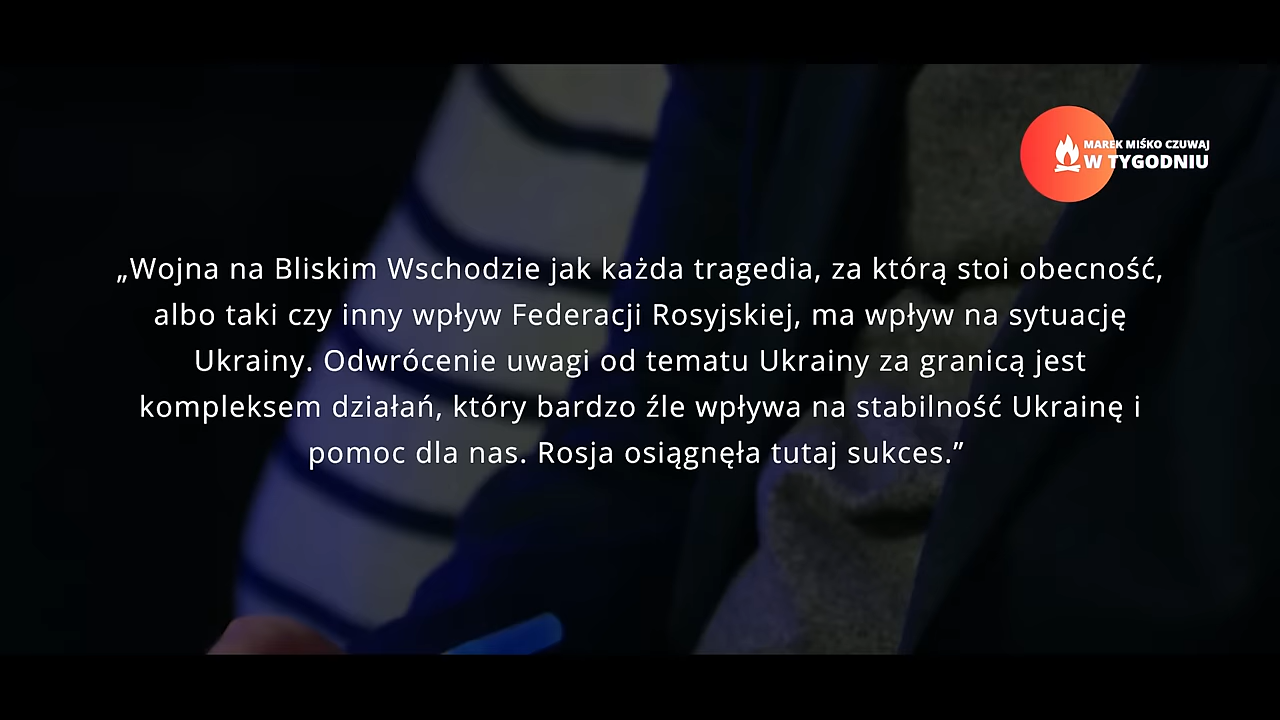 MAREK MIŚKO CZUWAJ
W TYGODNIU
„Wojna na Bliskim Wschodzie jak każda tragedia, za którą stoi obecność,
albo taki czy inny wpływ Federacji Rosyjskiej, ma wpływ na sytuację
Ukrainy. Odwrócenie uwagi od tematu Ukrainy za granicą jest
kompleksem działań, który bardzo źle wpływa na stabilność Ukrainę i
pomoc dla nas. Rosja osiągnęła tutaj sukces.”